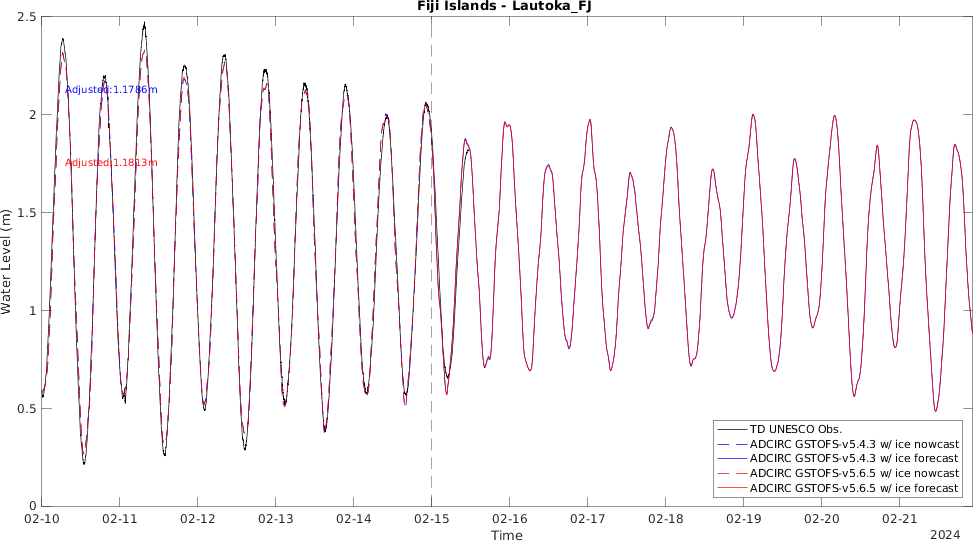 Fiji Islands - Lautoka_FJ
2.5
2
1.5
1
0.5
0
Water Level (m)
Adjusted:1.1786m
Adjusted:1.1813m
TD UNESCO Obs.
ADCIRC GSTOFS-v5.4.3 w/ ice nowcast
ADCIRC GSTOFS-v5.4.3 w/ ice forecast
ADCIRC GSTOFS-v5.6.5 w/ ice nowcast
ADCIRC GSTOFS-v5.6.5 w/ ice forecast
02-10 02-11 02-12 02-13 02-14 02-15 02-16 02-17 02-18 02-19 02-20 02-21
Time
2024